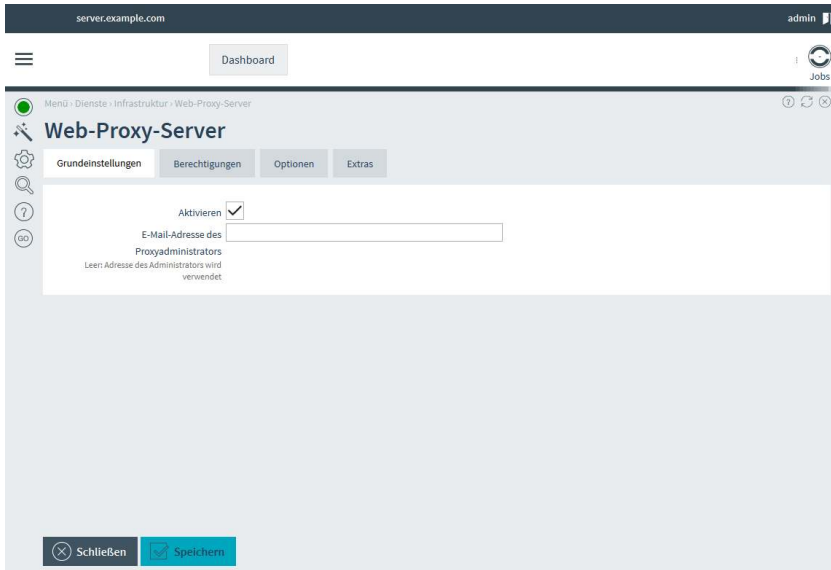 server.example.com
admin
Dashboard
Jobs
Menü › Dienste › Infrastruktur › Web-Proxy-Server
Web-Proxy-Server
Grundeinstellungen
Berechtigungen
Optionen
Extras
Aktivieren
E-Mail-Adresse des
Proxyadministrators
Leer: Adresse des Administrators wird
verwendet
GO
Schließen
Speichern